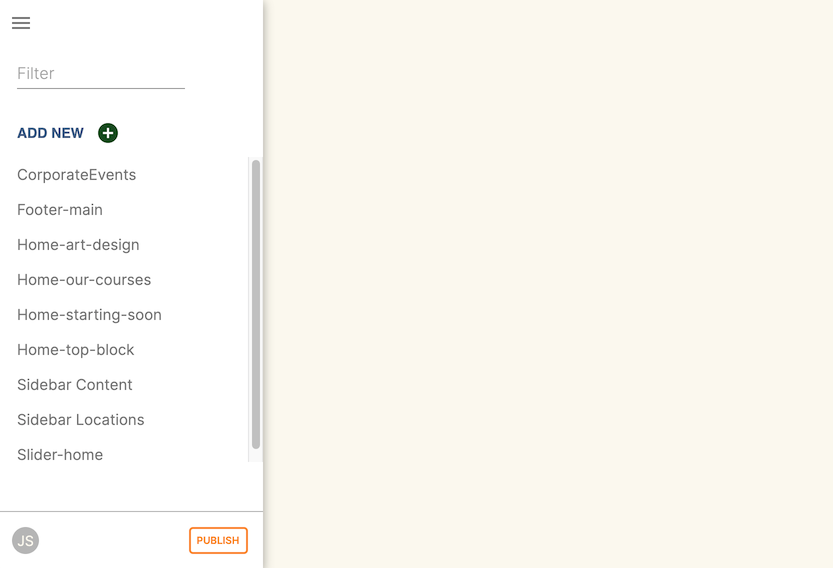 Filter
ADD NEW
CorporateEvents
Footer-main
Home-art-design
Home-our-courses
Home-starting-soon
Home-top-block
Sidebar Content
Sidebar Locations
Slider-home
JS
PUBLISH